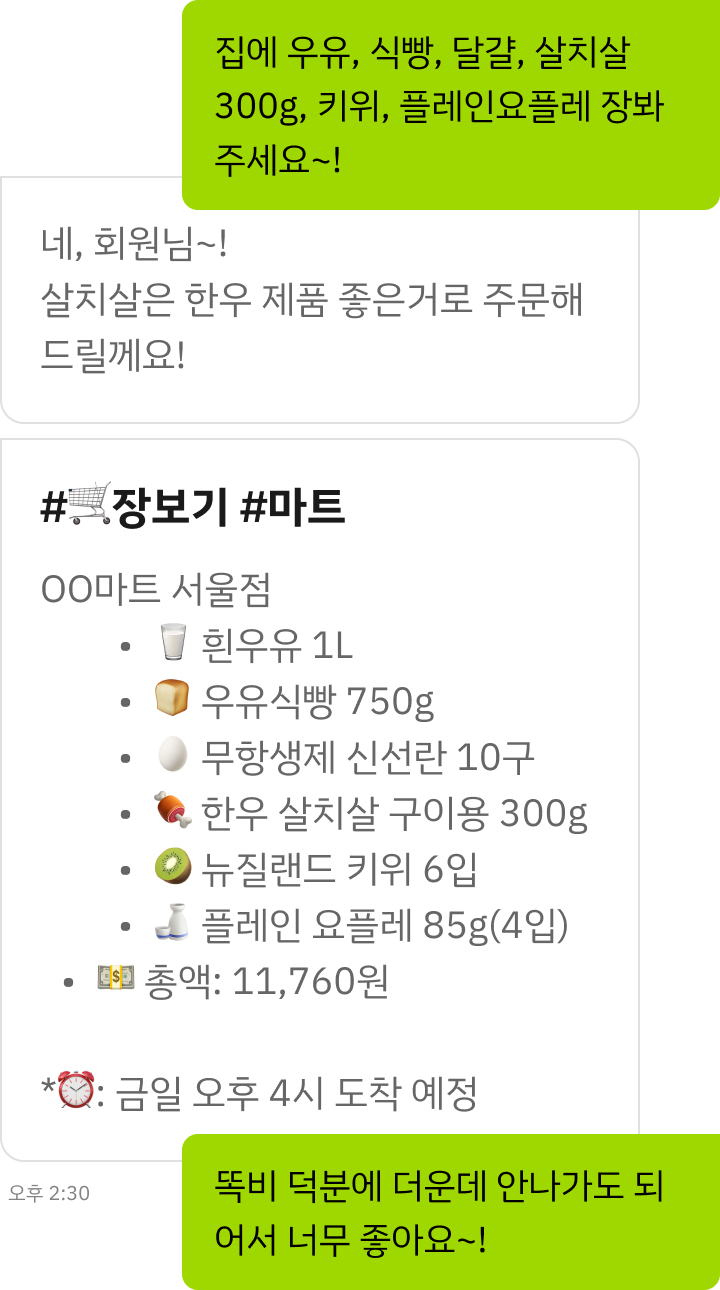 집에 우유, 식빵, 달걀, 살치살
300g, 키위, 플레인요플레 장봐
주세요~!
네, 회원님~!
살치살은 한우 제품 좋은거로 주문해
드릴께요!
#🛒장보기 #마트
OO마트 서울점
• 🥛 흰우유 1L
• 🍞 우유식빵 750g
• 🥚 무항생제 신선란 10구
• 🍖 한우 살치살 구이용 300g
• 🥝 뉴질랜드 키위 6입
• 🍶 플레인 요플레 85g(4입)
• 💵 총액: 11,760원
*⏰: 금일 오후 4시 도착 예정
오후 2:30
똑비 덕분에 더운데 안나가도 되
어서 너무 좋아요~!